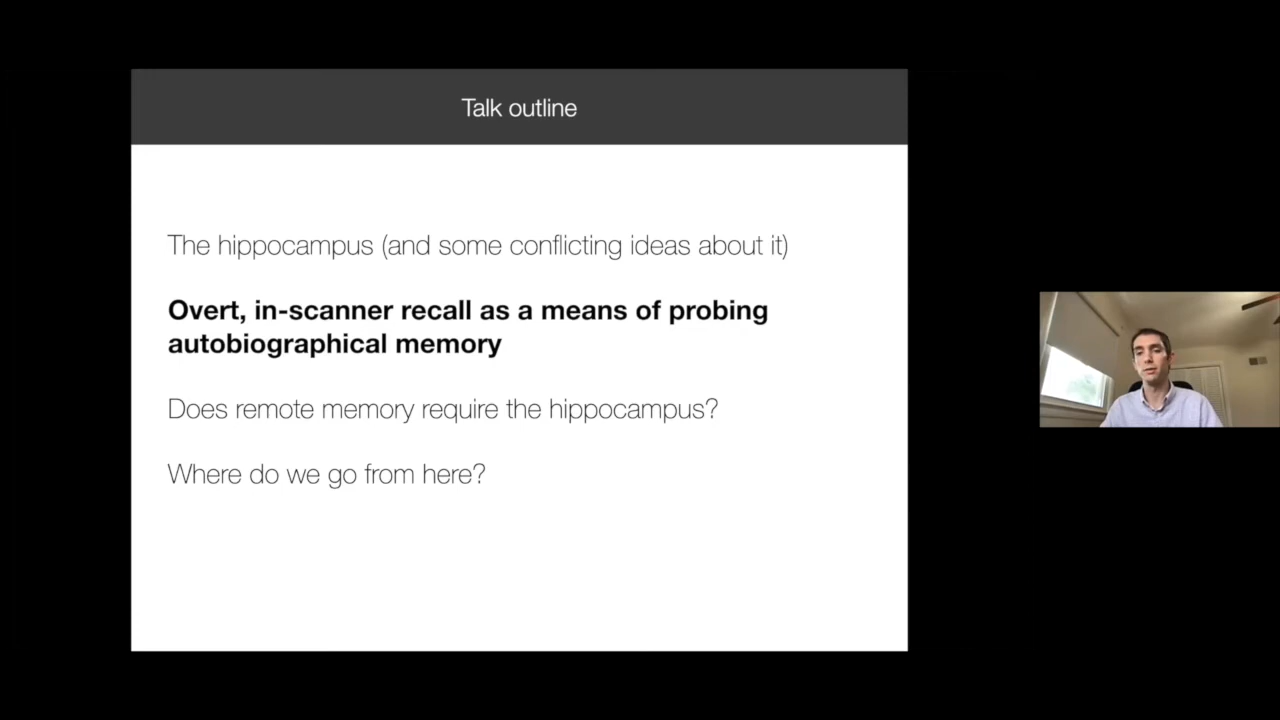 Talk outline
The hippocampus (and some conflicting ideas about it)
Overt, in-scanner recall as a means of probing
autobiographical memory
Does remote memory require the hippocampus?
Where do we go from here?